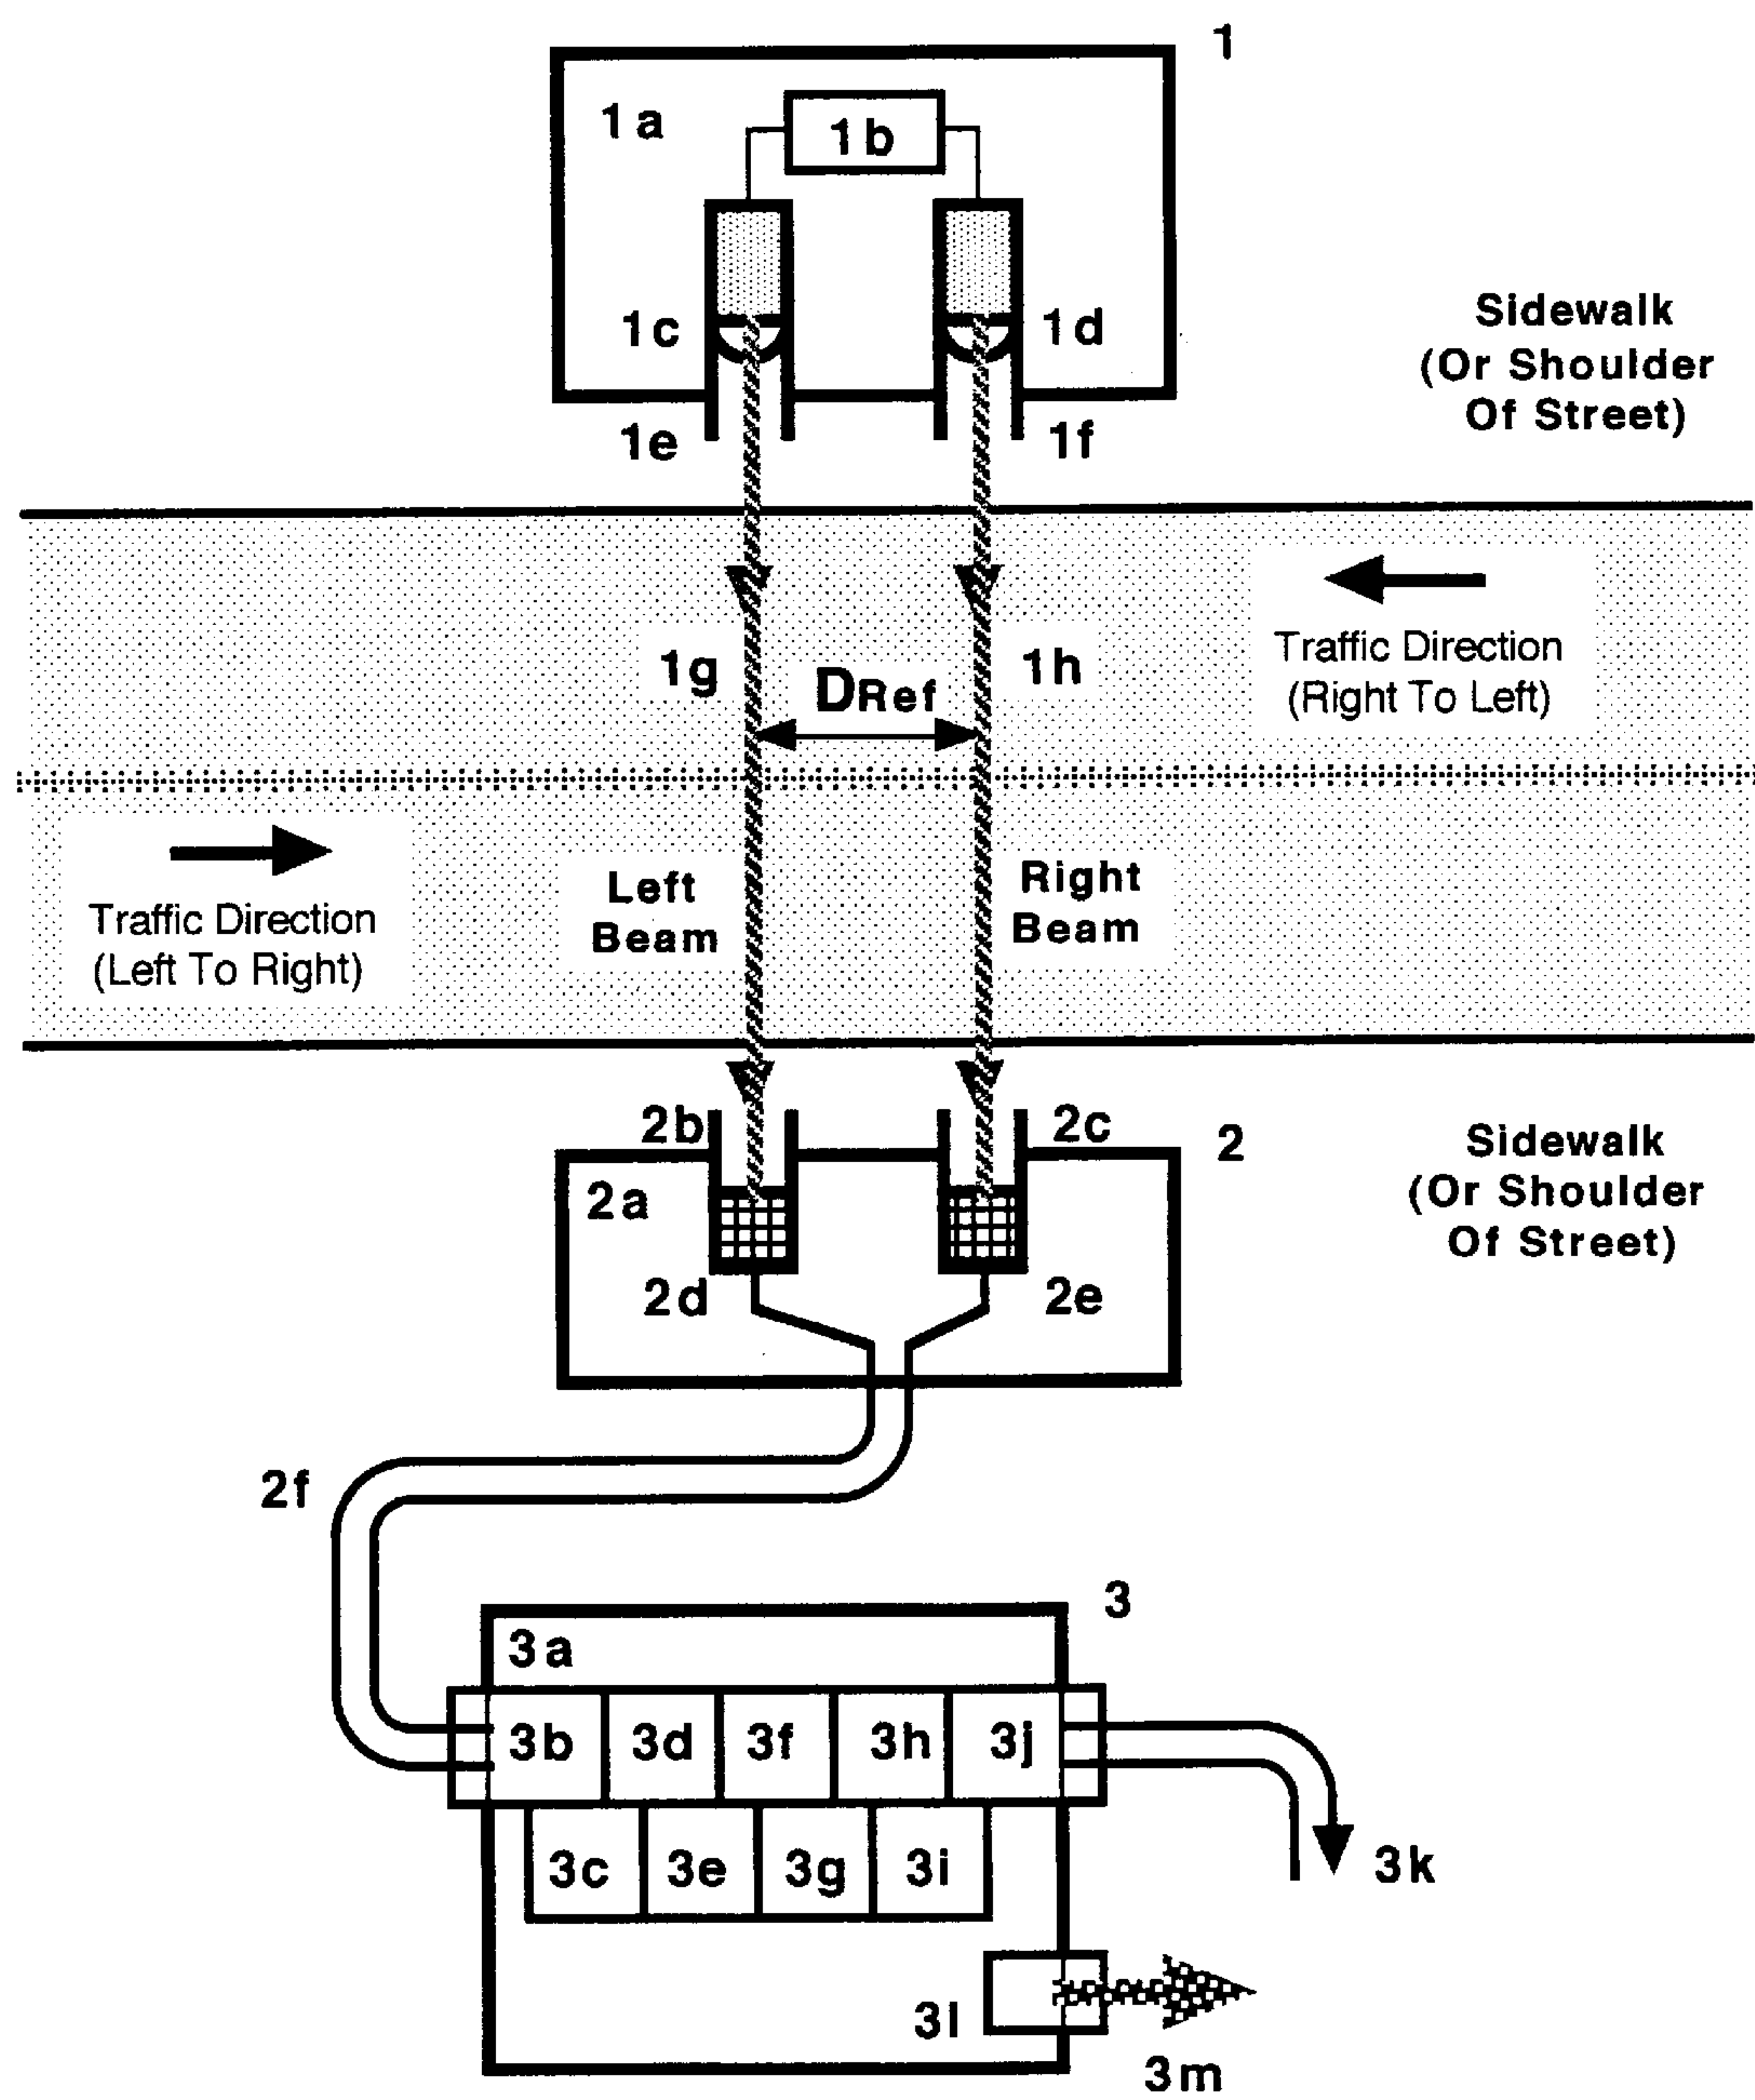 1
1a
1b
1c
1d
1e
1f
Sidewalk
(Or Shoulder
Of Street)
1g
1h
DRef
Traffic Direction
(Right To Left)
Traffic Direction
(Left To Right)
Left
Beam
Right
Beam
2b
2c
2
2a
2d
2e
Sidewalk
(Or Shoulder
Of Street)
2f
3
3a
3b
3d
3f
3h
3j
3c
3e
3g
3i
3k
3l
3m